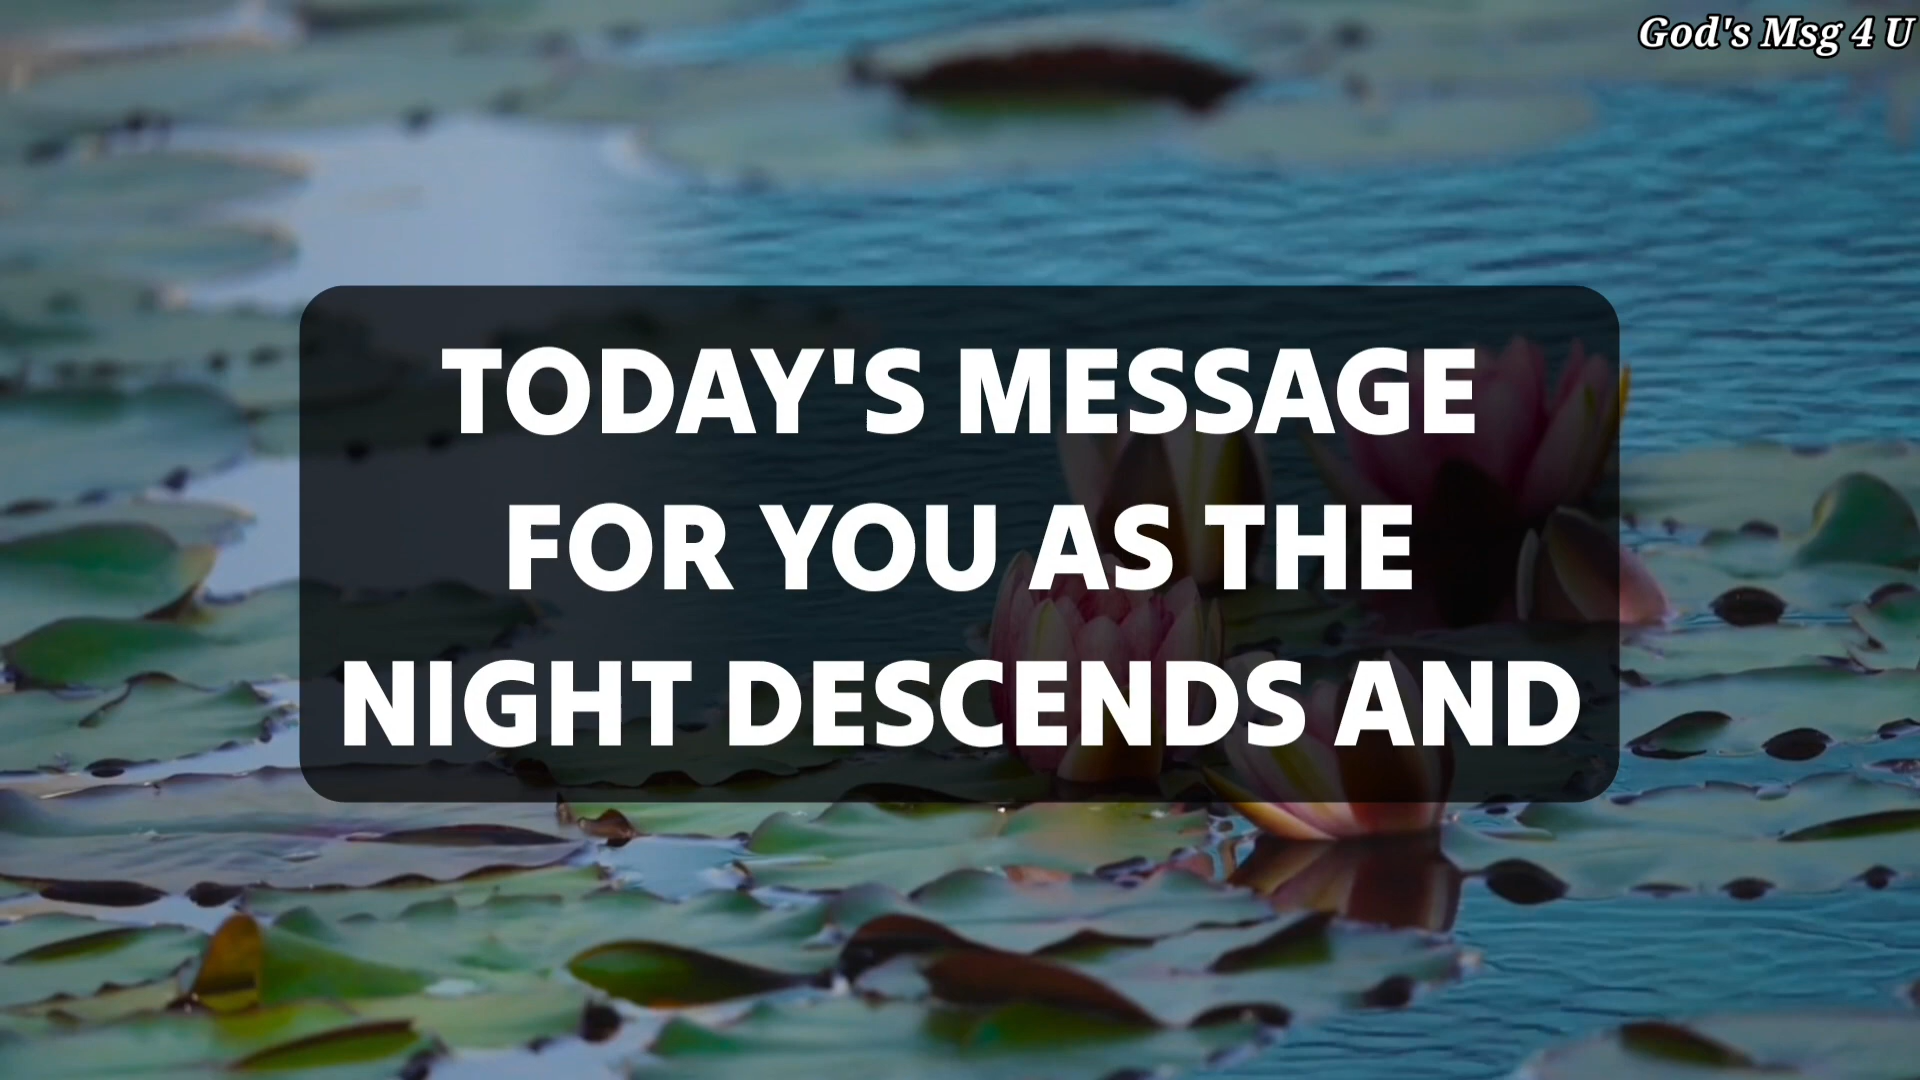 God's Msg 4 U
TODAY'S MESSAGE
FOR YOU AS THE
NIGHT DESCENDS AND